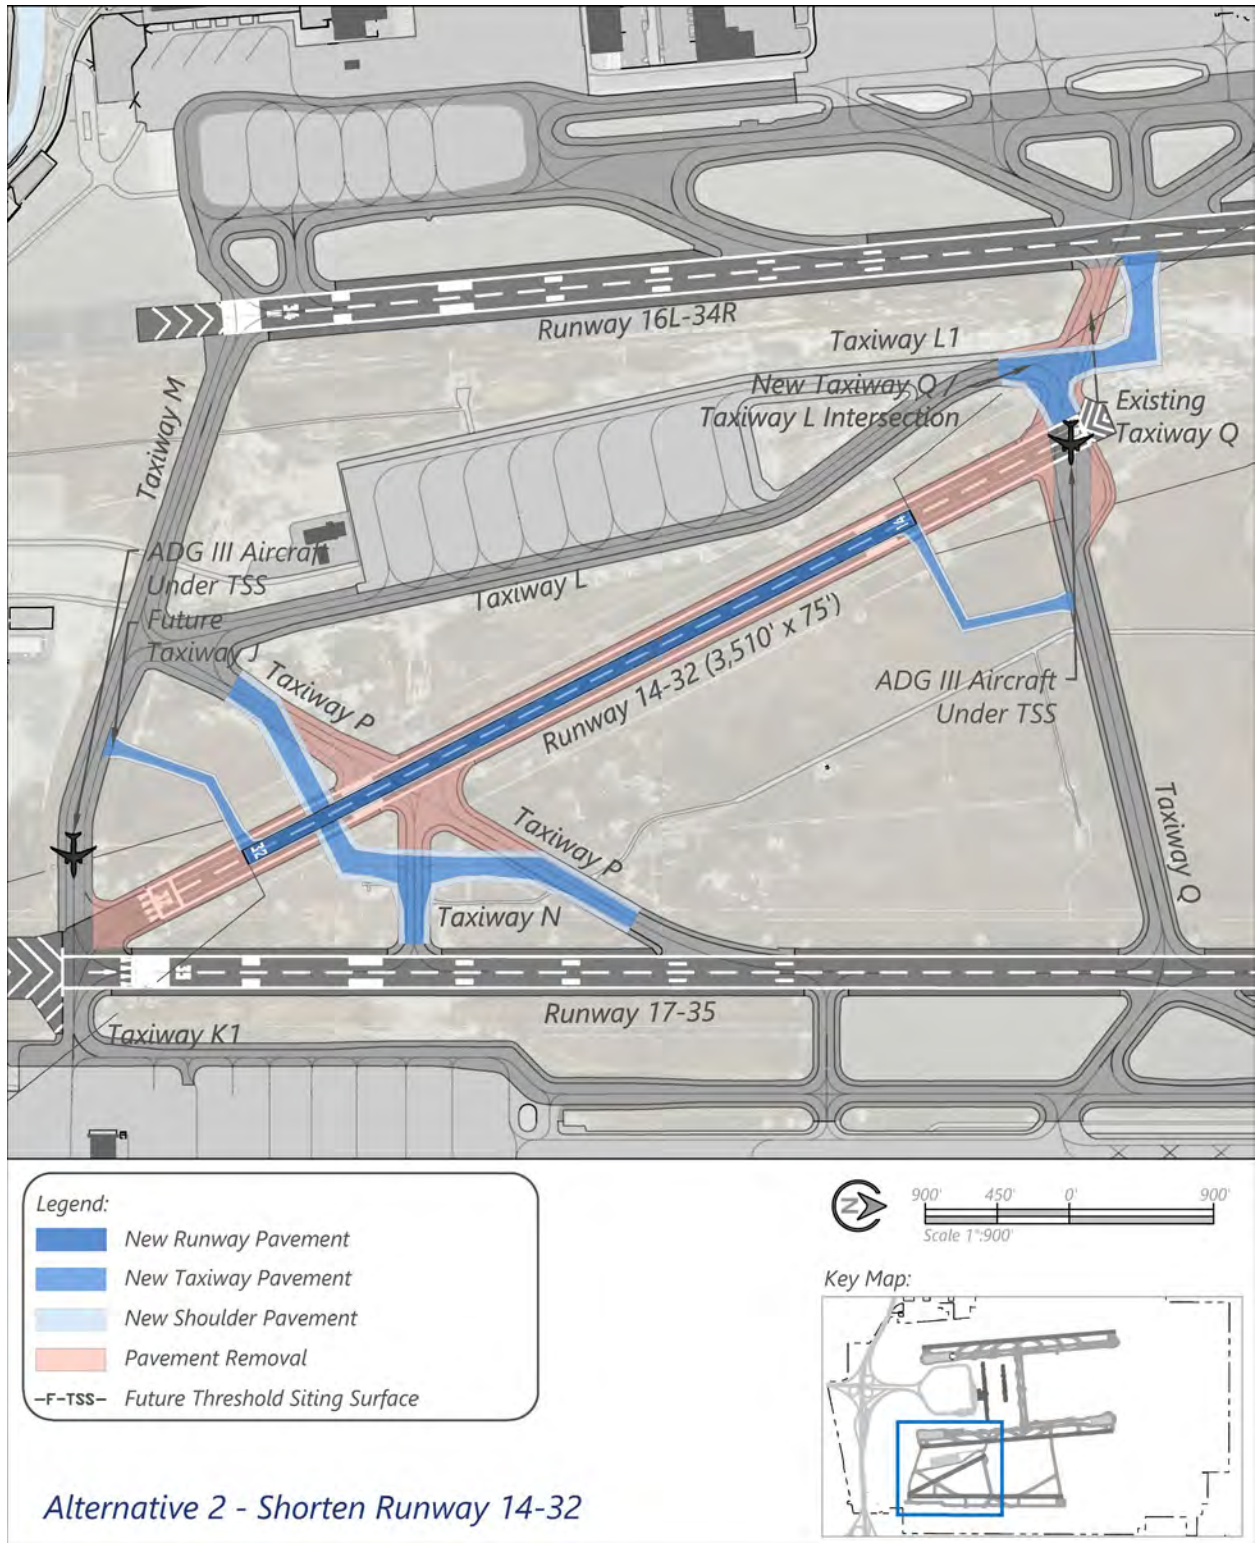 Runway 16L-34R
Taxiway L1
New Taxiway Q /
Taxiway L Intersection
Existing
Taxiway Q
Taxiway M
ADG III Aircraft
Under TSS
Future
Taxiway J
Taxiway L
14
Taxiway P
Runway 14-32 (3,510' x 75')
ADG III Aircraft
Under TSS
32
Taxiway P
Taxiway Q
Taxiway N
35
Runway 17-35
Taxiway K1
Legend:
New Runway Pavement
New Taxiway Pavement
New Shoulder Pavement
Pavement Removal
-F-TSS- Future Threshold Siting Surface
N
900' 450' 0' 900'
Scale 1":900'
Key Map:
Alternative 2 - Shorten Runway 14-32